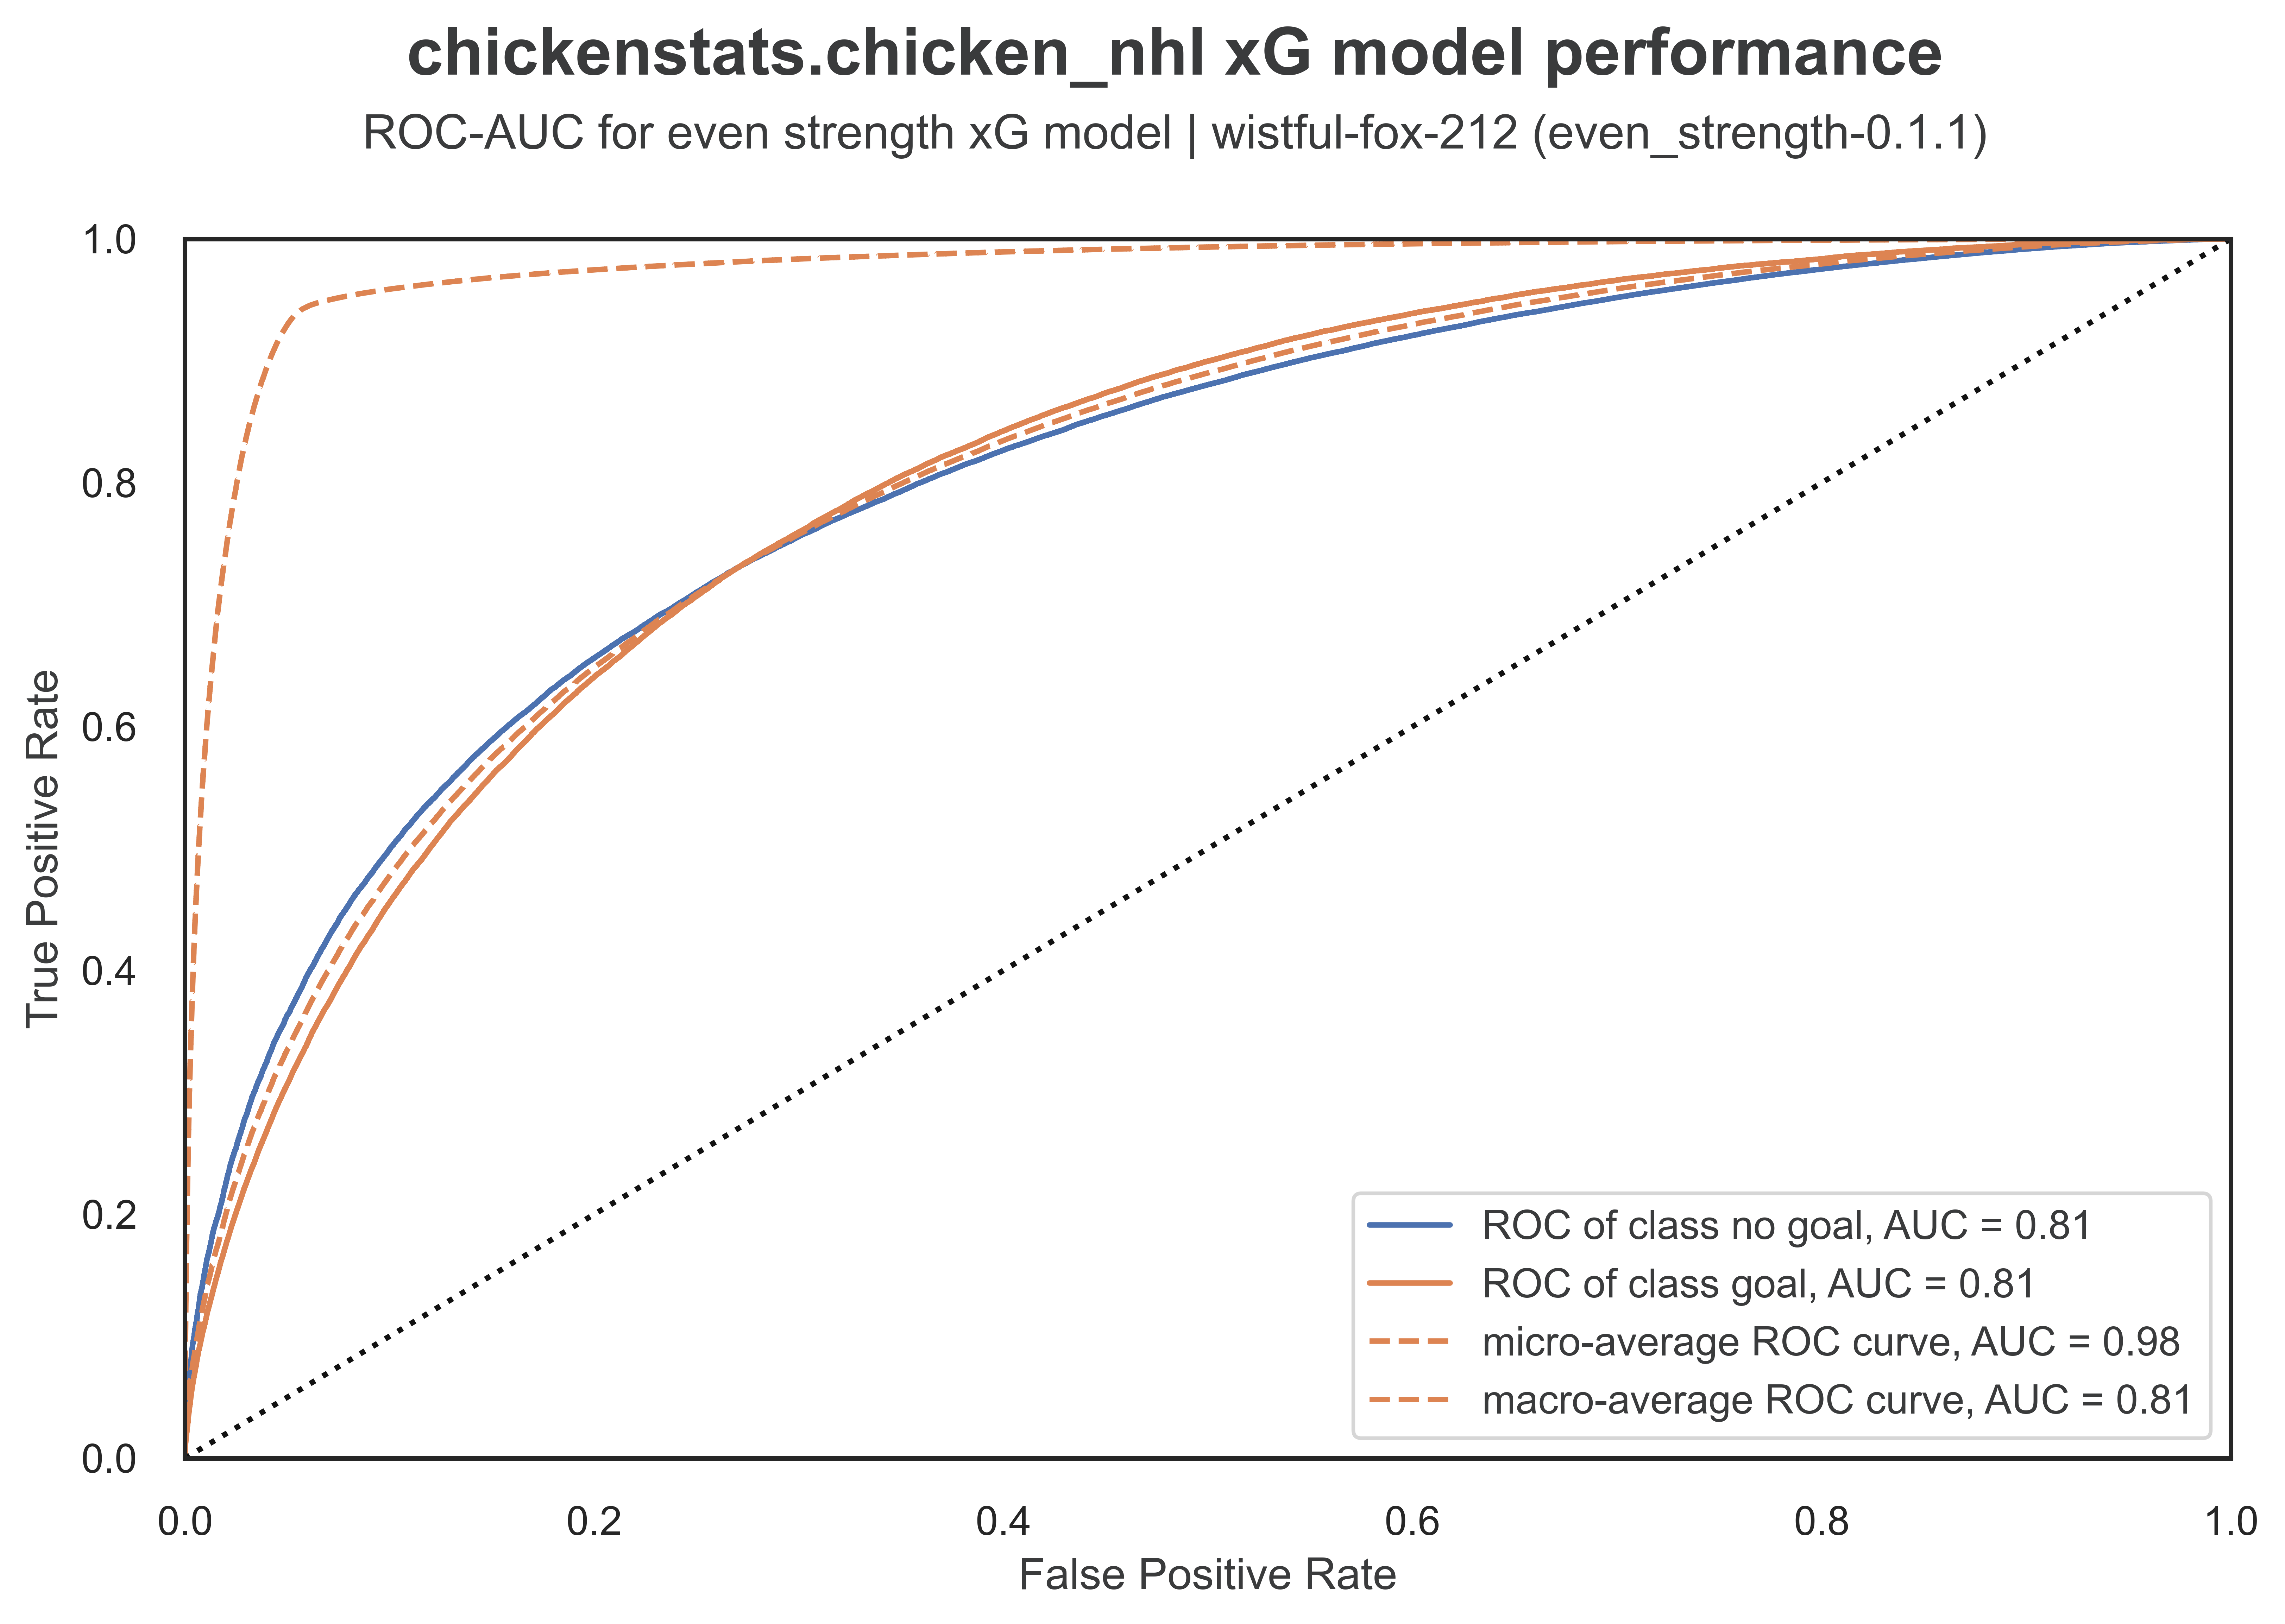 chickenstats.chicken_nhl xG model performance
ROC-AUC for even strength xG model | wistful-fox-212 (even_strength-0.1.1)
1.0
0.8
0.6
0.4
0.2
0.0
True Positive Rate
ROC of class no goal, AUC = 0.81
ROC of class goal, AUC = 0.81
micro-average ROC curve, AUC = 0.98
macro-average ROC curve, AUC = 0.81
0.0 0.2 0.4 0.6 0.8 1.0
False Positive Rate